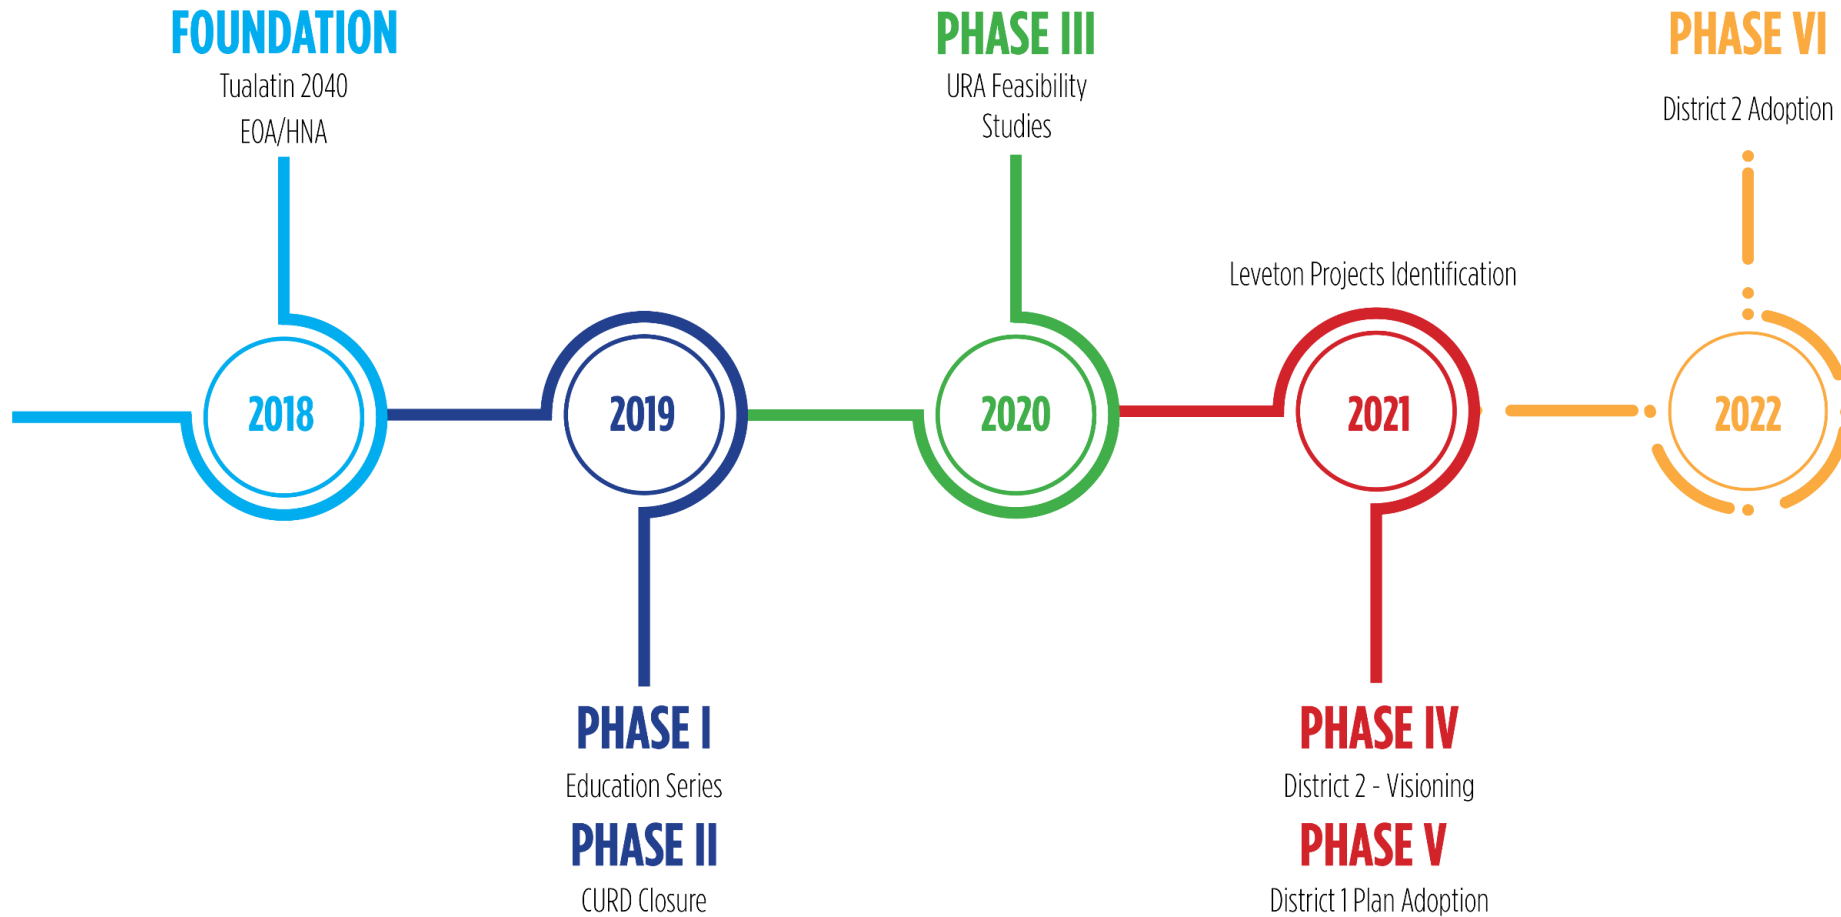 FOUNDATION
Tualatin 2040
EOA/HNA
2018
2019
PHASE I
Education Series
PHASE II
CURD Closure
PHASE III
URA Feasibility
Studies
2020
Leveton Projects Identification
2021
PHASE IV
District 2 - Visioning
PHASE V
District 1 Plan Adoption
PHASE VI
District 2 Adoption
2022